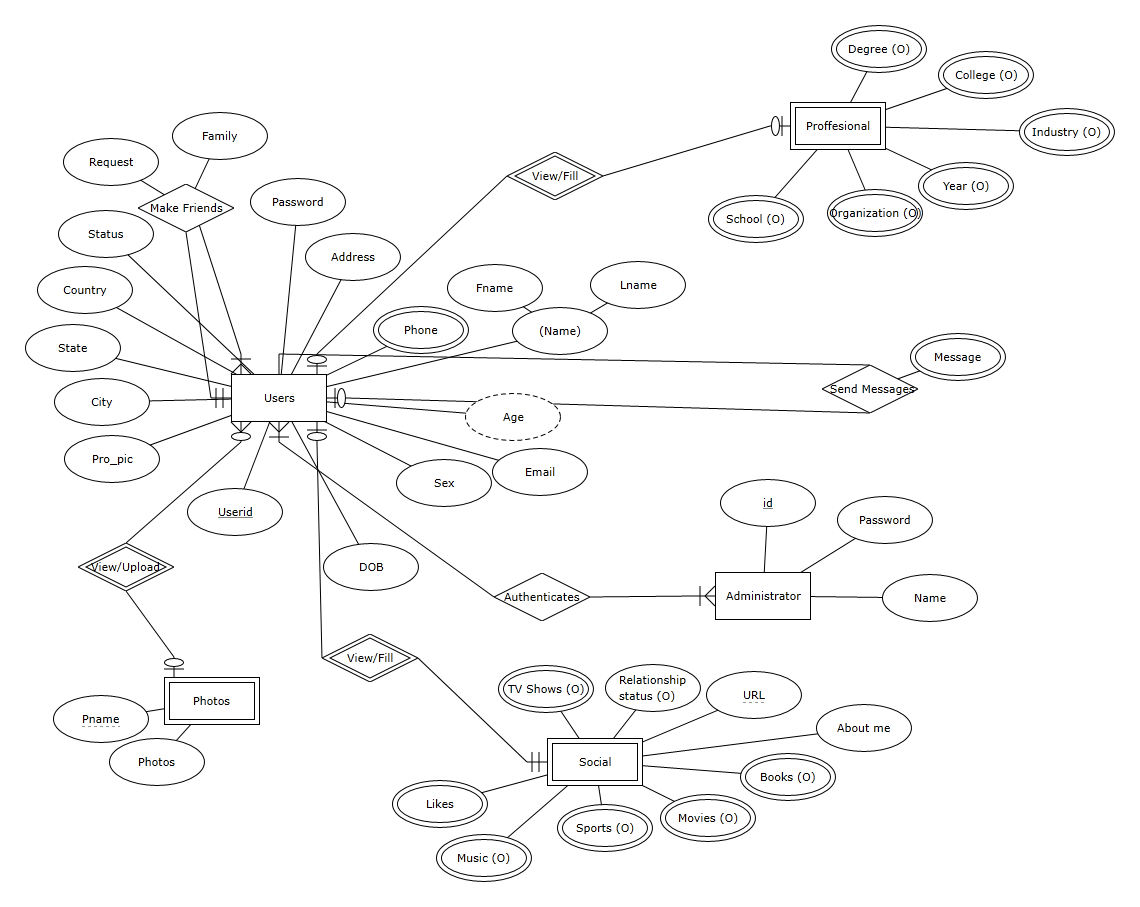 Degree (O)
College (O)
Proffesional
Industry (O)
Family
Request
View/Fill
Year (O)
Password
Make Friends
School (O)
Organization (O)
Status
Address
Country
Fname
Lname
Phone
(Name)
State
Message
Send Messages
Users
City
Age
Pro_pic
Email
Sex
Userid
id
Password
View/Upload
DOB
Authenticates
Administrator
Name
View/Fill
Relationship
status (O)
TV Shows (O)
URL
Photos
Pname
About me
Photos
Social
Books (O)
Likes
Movies (O)
Sports (O)
Music (O)